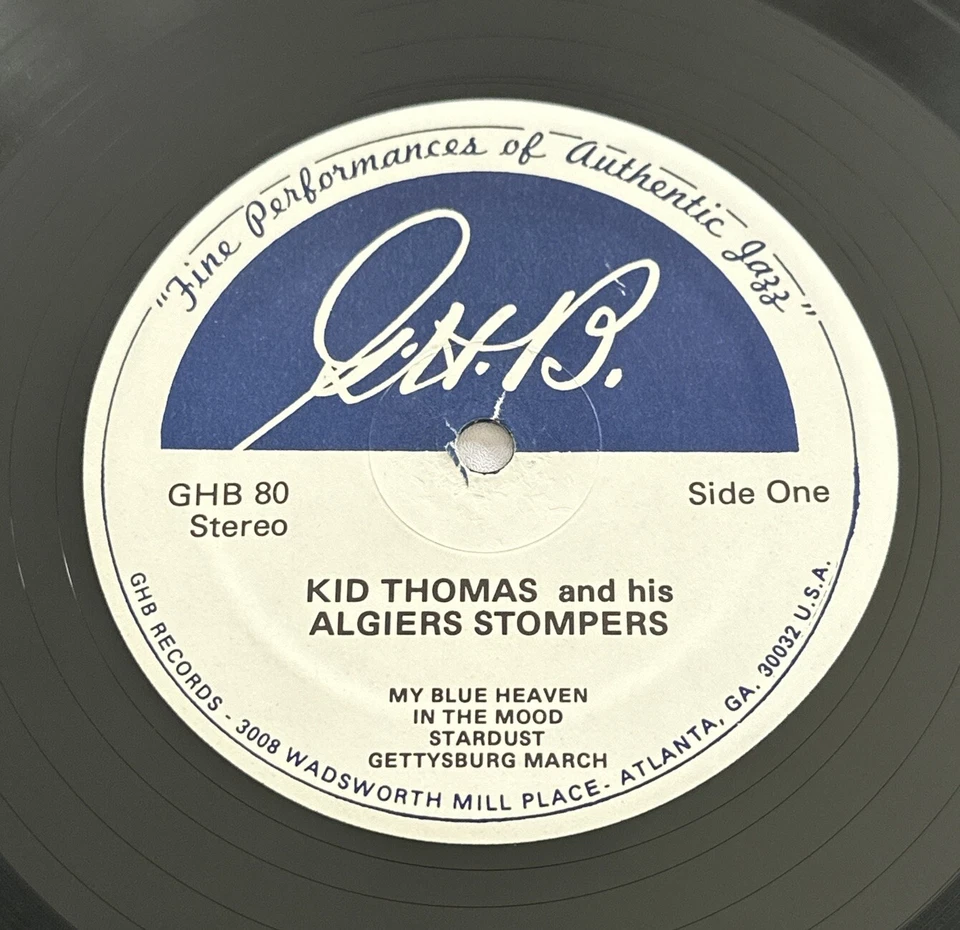 "Fine Performances of Authentic Jazz"
G.H.B.
GHB 80
Stereo
Side One
KID THOMAS and his
ALGIERS STOMPERS
MY BLUE HEAVEN
IN THE MOOD
STARDUST
GETTYSBURG MARCH
GHB RECORDS - 3008 WADSWORTH MILL PLACE - ATLANTA, GA. 30032 U.S.A.